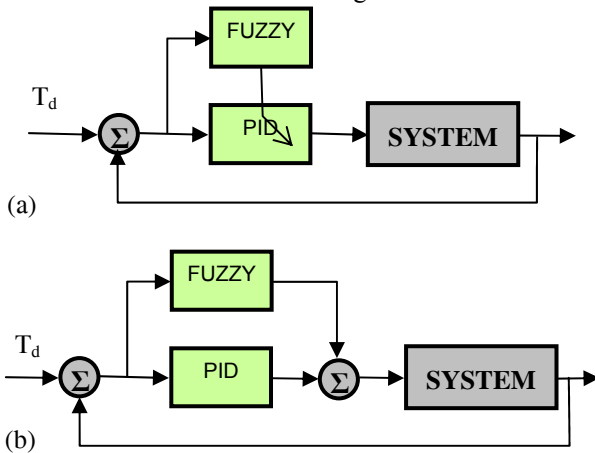 FUZZY
T_d
Σ
PID
SYSTEM
(a)
FUZZY
T_d
Σ
PID
Σ
SYSTEM
(b)